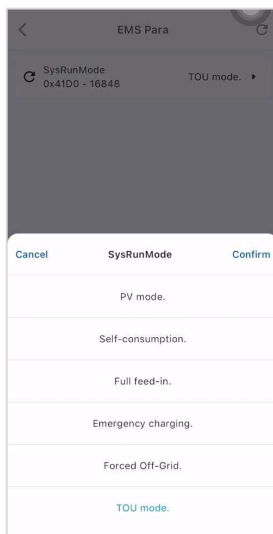 EMS Para
SysRunMode
0x41D0 - 16848
TOU mode.
Cancel
SysRunMode
Confirm
PV mode.
Self-consumption.
Full feed-in.
Emergency charging.
Forced Off-Grid.
TOU mode.